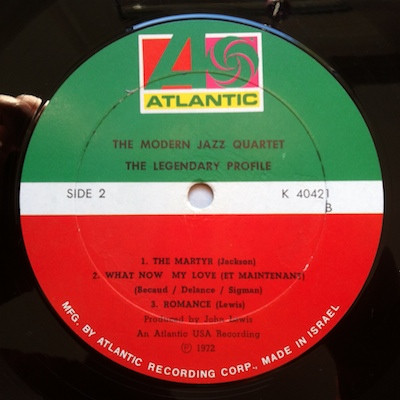 ATLANTIC
THE MODERN JAZZ QUARTET
THE LEGENDARY PROFILE
SIDE 2
K 40421
B
1. THE MARTYR (Jackson)
2. WHAT NOW MY LOVE (ET MAINTENANT)
(Becaud / Delance / Sigman)
3. ROMANCE (Lewis)
Produced by John Lewis
An Atlantic USA Recording
Ⓟ 1972
MFG. BY ATLANTIC RECORDING CORP., MADE IN ISRAEL